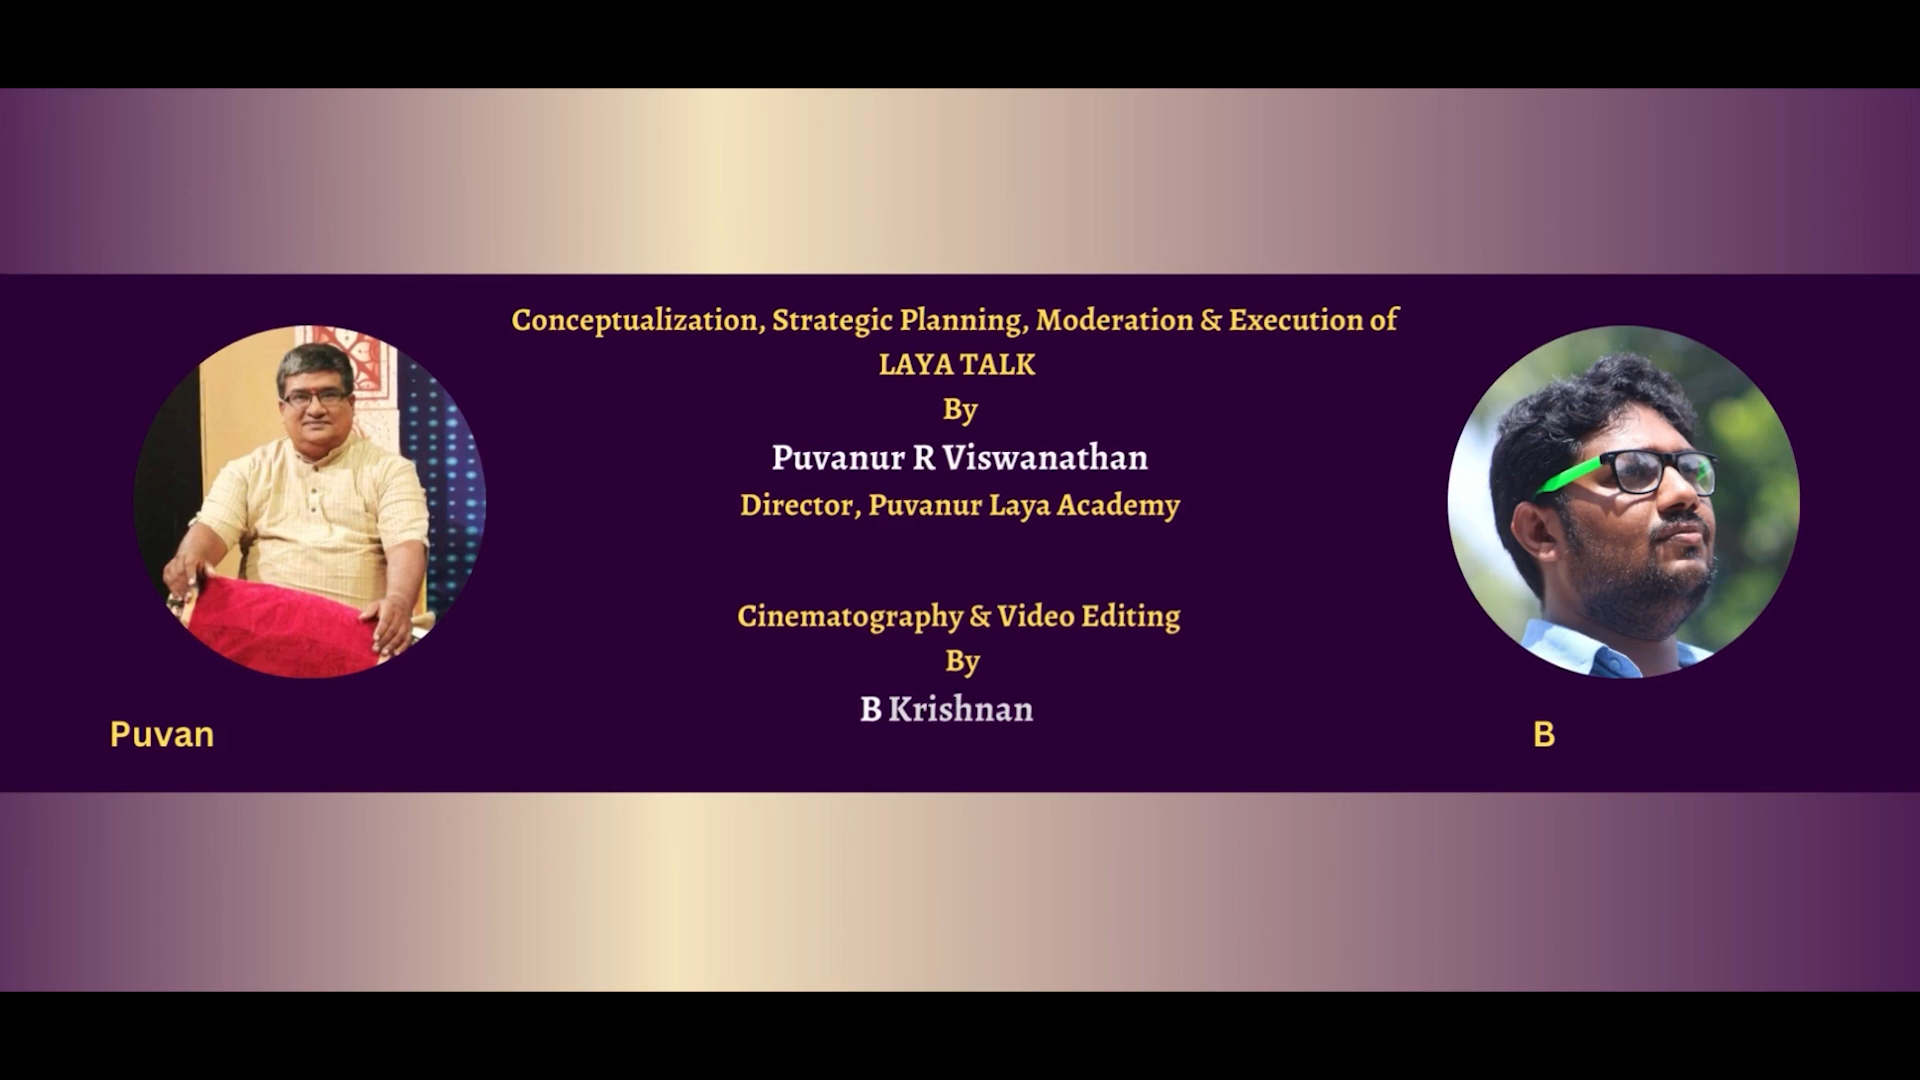 Conceptualization, Strategic Planning, Moderation & Execution of
LAYA TALK
By
Puvanur R Viswanathan
Director, Puvanur Laya Academy
Cinematography & Video Editing
By
B Krishnan
Puvan
B